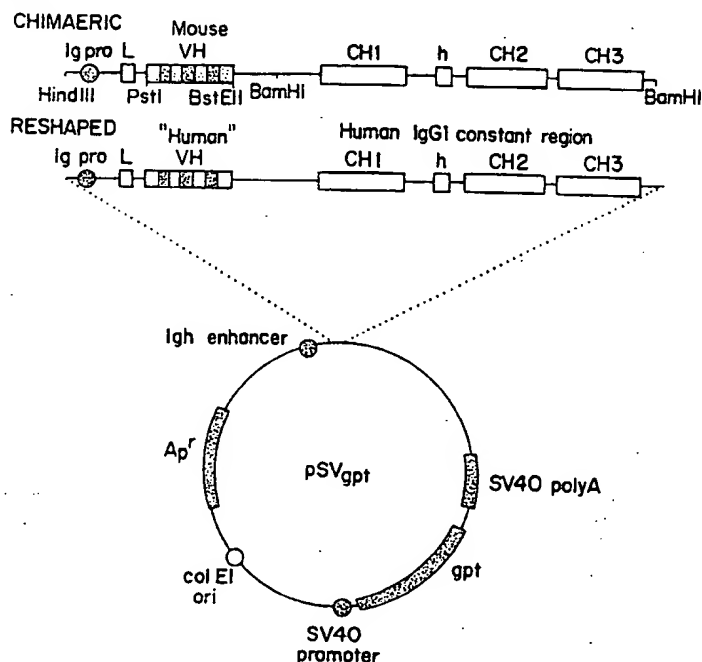 CHIMAERIC
Mouse
Ig pro L VH CH1 h CH2 CH3
HindIII PstI BstEII BamHI BamHI
RESHAPED "Human" Human IgG1 constant region
Ig pro L VH CH1 h CH2 CH3
Igh enhancer
Ap^r
pSVgpt
SV40 polyA
gpt
col EI
ori
SV40
promoter